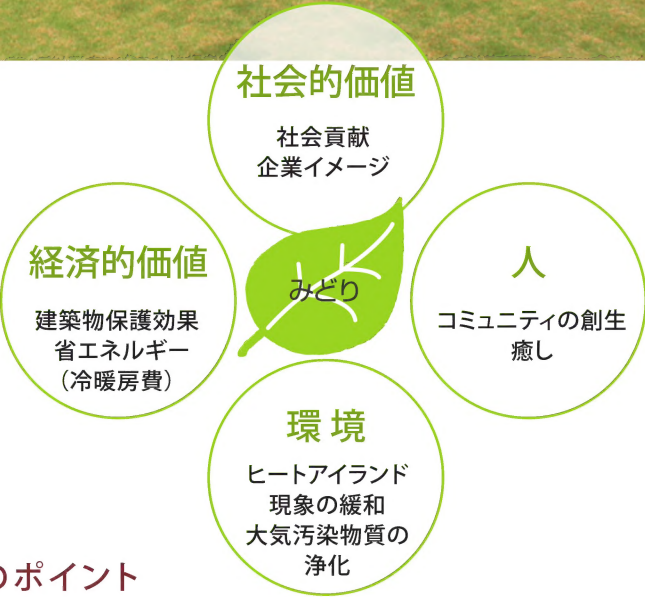 社会的価値
社会貢献
企業イメージ
経済的価値
建築物保護効果
省エネルギー
（冷暖房費）
みどり
人
コミュニティの創生
癒し
環境
ヒートアイランド
現象の緩和
大気汚染物質の
浄化
ポイント